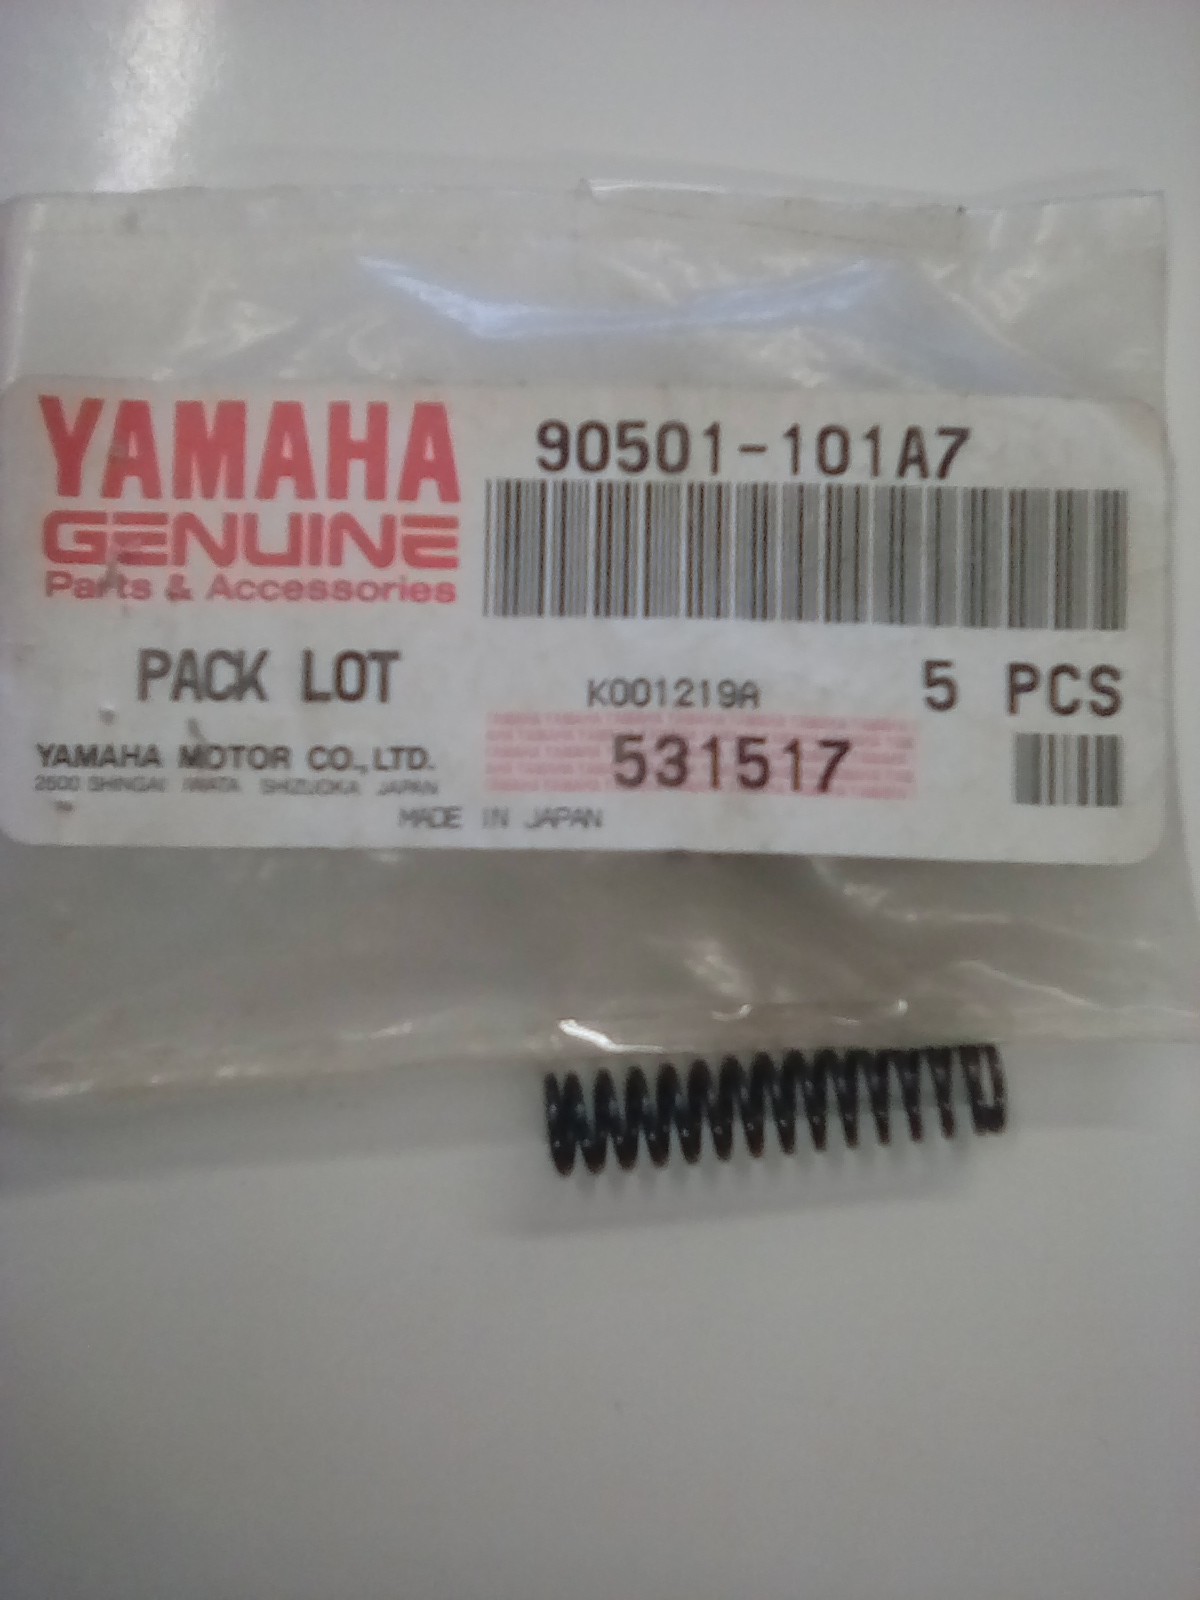 YAMAHA
GENUINE
Parts & Accessories
90501-101A7
PACK LOT
K001219A
5 PCS
YAMAHA MOTOR CO.,LTD.
2500 SHINGAI IWATA SHIZUOKA JAPAN
531517
MADE IN JAPAN